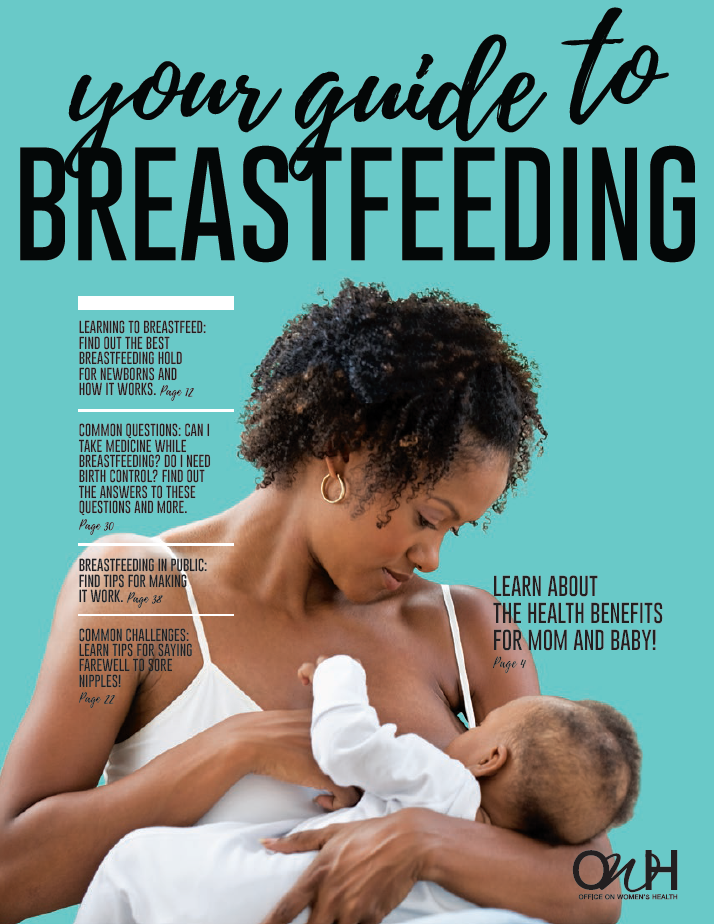 your guide to
BREASTFEEDING
LEARNING TO BREASTFEED:
FIND OUT THE BEST
BREASTFEEDING HOLD
FOR NEWBORNS AND
HOW IT WORKS. Page 12
COMMON QUESTIONS: CAN I
TAKE MEDICINE WHILE
BREASTFEEDING? DO I NEED
BIRTH CONTROL? FIND OUT
THE ANSWERS TO THESE
QUESTIONS AND MORE.
Page 30
BREASTFEEDING IN PUBLIC:
FIND TIPS FOR MAKING
IT WORK. Page 38
COMMON CHALLENGES:
LEARN TIPS FOR SAYING
FAREWELL TO SORE
NIPPLES!
Page 22
LEARN ABOUT
THE HEALTH BENEFITS
FOR MOM AND BABY!
Page 4
OWH
OFFICE ON WOMEN'S HEALTH